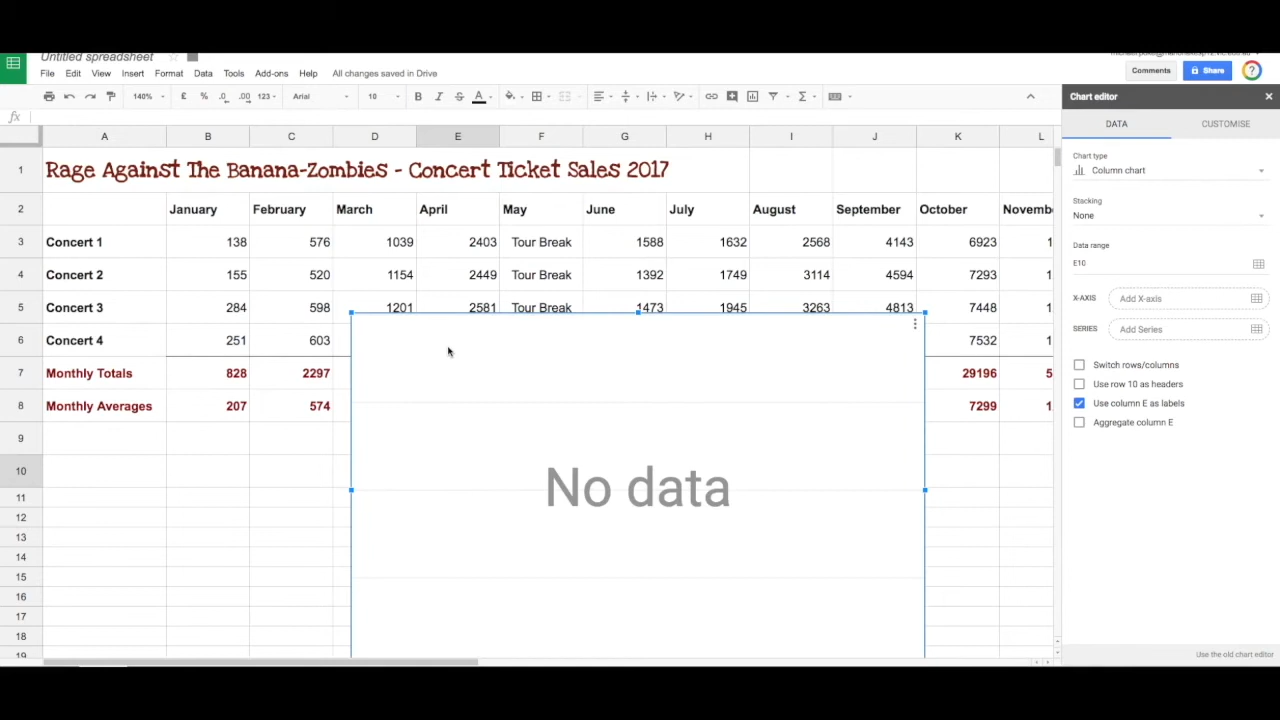 Untitled spreadsheet
File Edit View Insert Format Data Tools Add-ons Help All changes saved in Drive
Comments Share ?
140% £ % .0 .00 123 Arial 10 B I S A Σ
fx
Chart editor
DATA CUSTOMISE
Chart type
Column chart
Stacking
None
Data range
E10
X-AXIS Add X-axis
SERIES Add Series
Switch rows/columns
Use row 10 as headers
Use column E as labels
Aggregate column E
Use the old chart editor
A B C D E F G H I J K L
1 Rage Against The Banana-Zombies - Concert Ticket Sales 2017
2 January February March April May June July August September October Novemb
3 Concert 1 138 576 1039 2403 Tour Break 1588 1632 2568 4143 6923 1
4 Concert 2 155 520 1154 2449 Tour Break 1392 1749 3114 4594 7293 1
5 Concert 3 284 598 1201 2581 Tour Break 1473 1945 3263 4813 7448 1
6 Concert 4 251 603 7532 1
7 Monthly Totals 828 2297 29196 5
8 Monthly Averages 207 574 7299 1
9
10
11
12
13
14
15
16
17
18
19
No data